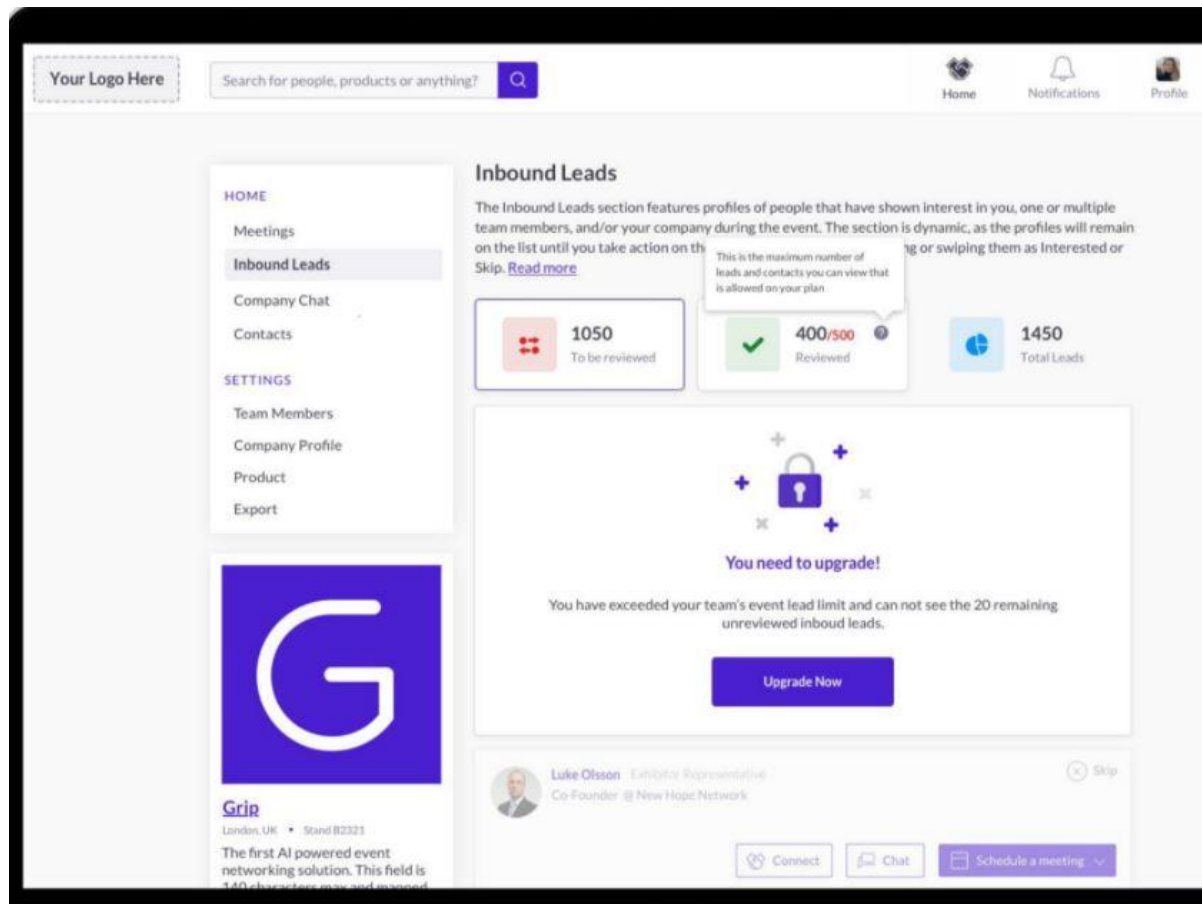 Your Logo Here
Search for people, products or anything?
Home
Notifications
Profile
HOME
Meetings
Inbound Leads
Company Chat
Contacts
SETTINGS
Team Members
Company Profile
Product
Export
Grip
London, UK • Stand B2321
The first AI powered event
networking solution. This field is
140 characters max and mapped
Inbound Leads
The Inbound Leads section features profiles of people that have shown interest in you, one or multiple
team members, and/or your company during the event. The section is dynamic, as the profiles will remain
on the list until you take action on the
ng or swiping them as Interested or
Skip. Read more
This is the maximum number of
leads and contacts you can view that
is allowed on your plan
1050
To be reviewed
400/500
Reviewed
1450
Total Leads
You need to upgrade!
You have exceeded your team's event lead limit and can not see the 20 remaining
unreviewed inboud leads.
Upgrade Now
Luke Olsson Exhibitor Representative
Skip
Co-Founder @ New Hope Network
Connect
Chat
Schedule a meeting